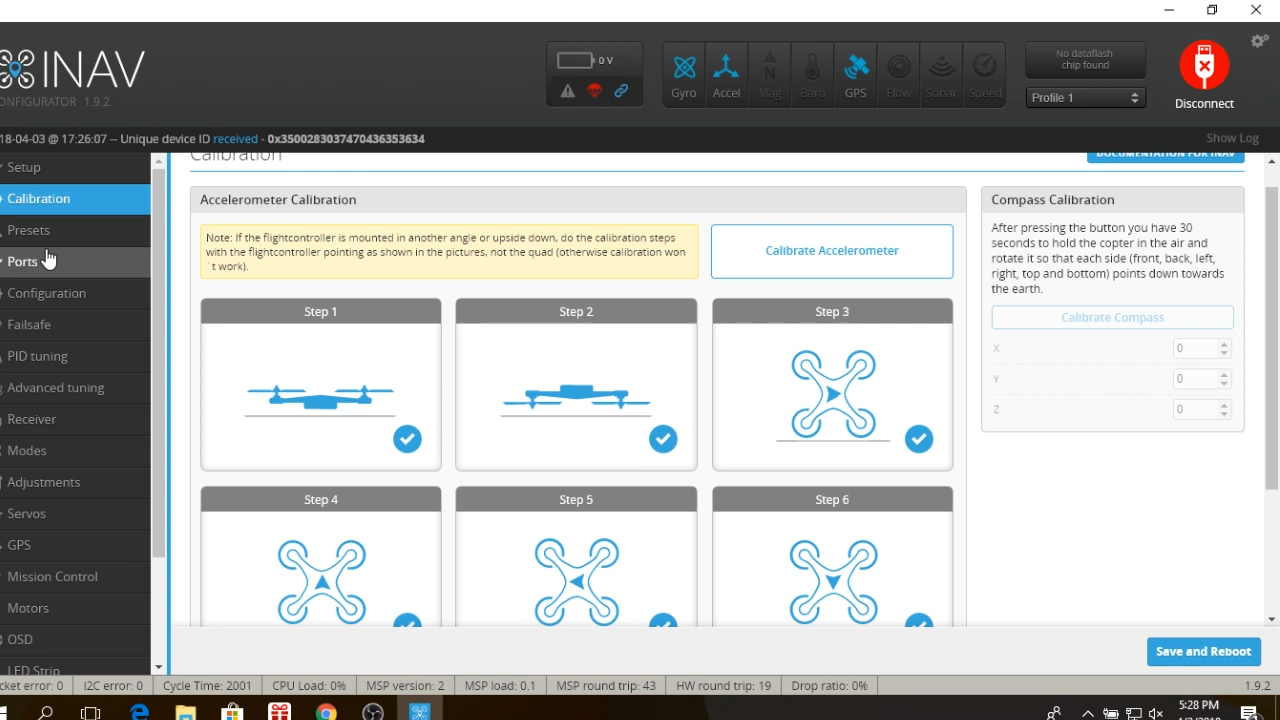 INAV
ONFIGURATOR 1.9.2
0 V
Gyro
Accel
Mag
Baro
GPS
Flow
Sonar
Speed
No dataflash
chip found
Profile 1
Disconnect
18-04-03 @ 17:26:07 -- Unique device ID received - 0x3500283037470436353634
Show Log
Setup
Calibration
Presets
Ports
Configuration
Failsafe
PID tuning
Advanced tuning
Receiver
Modes
Adjustments
Servos
GPS
Mission Control
Motors
OSD
LED Strip
Calibration
DOCUMENTATION FOR INAV
Accelerometer Calibration
Note: If the flightcontroller is mounted in another angle or upside down, do the calibration steps
with the flightcontroller pointing as shown in the pictures, not the quad (otherwise calibration won
`t work).
Calibrate Accelerometer
Step 1
Step 2
Step 3
Step 4
Step 5
Step 6
Compass Calibration
After pressing the button you have 30
seconds to hold the copter in the air and
rotate it so that each side (front, back, left,
right, top and bottom) points down towards
the earth.
Calibrate Compass
X 0
Y 0
Z 0
Save and Reboot
cket error: 0
I2C error: 0
Cycle Time: 2001
CPU Load: 0%
MSP version: 2
MSP load: 0.1
MSP round trip: 43
HW round trip: 19
Drop ratio: 0%
1.9.2
5:28 PM